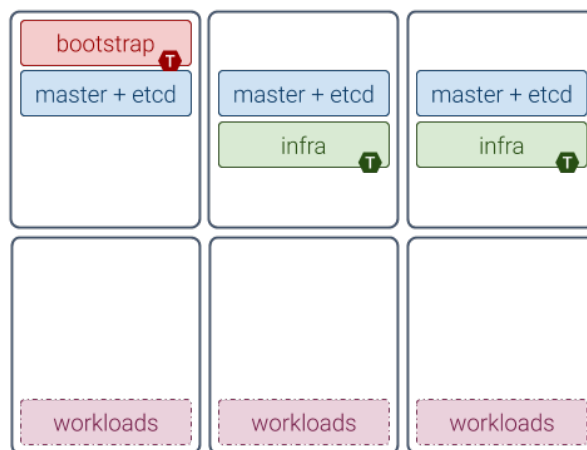 bootstrap
T
master + etcd
master + etcd
master + etcd
infra
T
infra
T
workloads
workloads
workloads